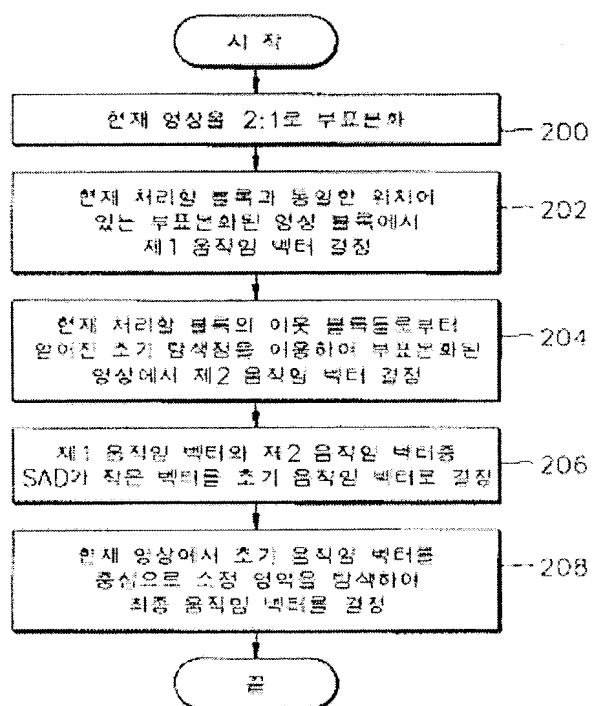 시 작
현재 영상을 2:1로 부표본화
200
현재 처리할 블록과 동일한 위치에
있는 부표본화된 영상 블록에서
제1 움직임 벡터 결정
202
현재 처리할 블록의 이웃 블록들로부터
얻어진 초기 탐색점을 이용하여 부표본화된
영상에서 제2 움직임 벡터 결정
204
제1 움직임 벡터와 제2 움직임 벡터중
SAD가 작은 벡터를 초기 움직임 벡터로 결정
206
현재 영상에서 초기 움직임 벡터를
중심으로 소정 영역을 탐색하여
최종 움직임 벡터를 결정
208
끝